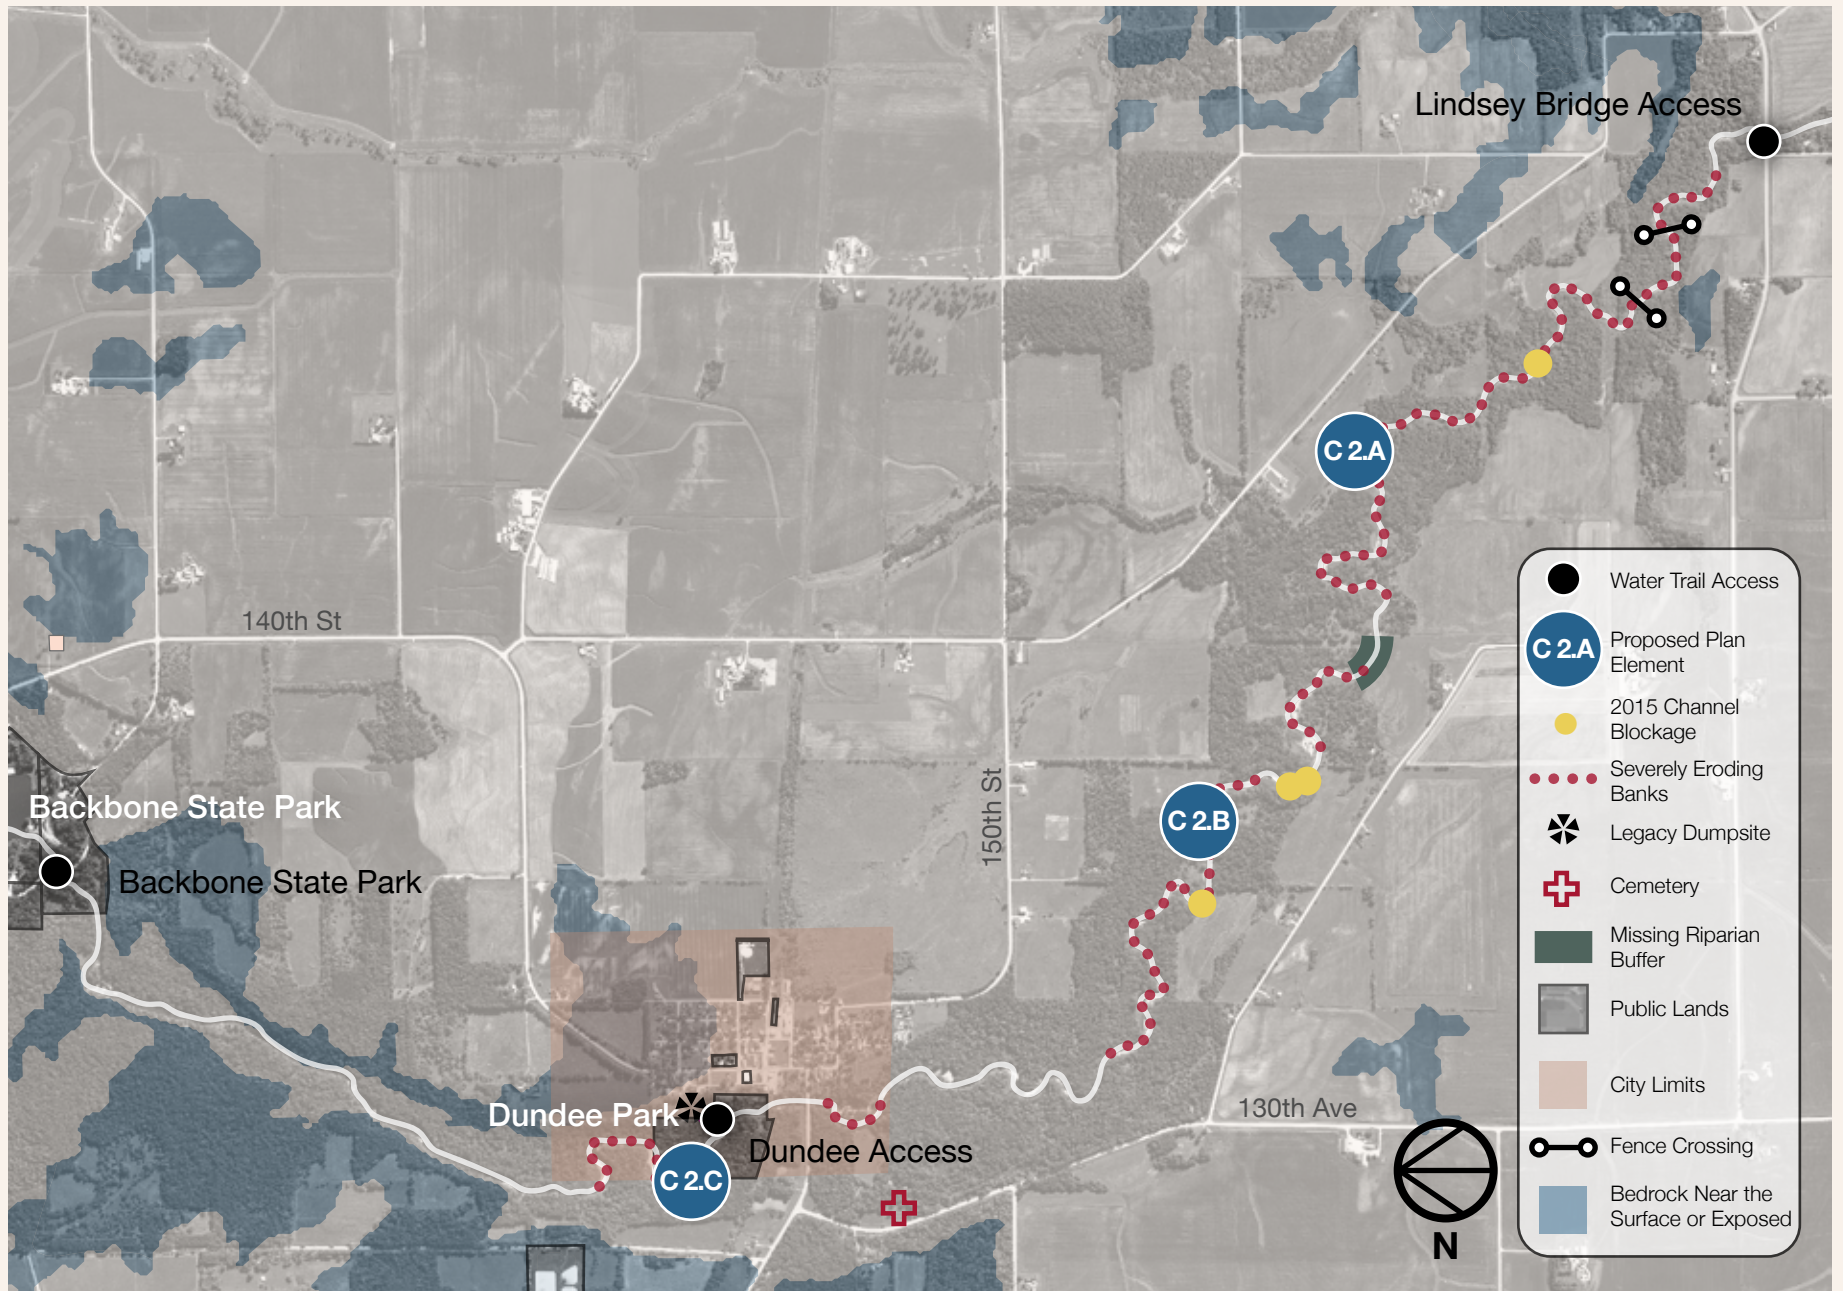 Lindsey Bridge Access
C 2.A
140th St
150th St
Backbone State Park
Backbone State Park
C 2.B
Dundee Park
Dundee Access
C 2.C
130th Ave
N
Water Trail Access
C 2.A
Proposed Plan
Element
2015 Channel
Blockage
Severely Eroding
Banks
Legacy Dumpsite
Cemetery
Missing Riparian
Buffer
Public Lands
City Limits
Fence Crossing
Bedrock Near the
Surface or Exposed